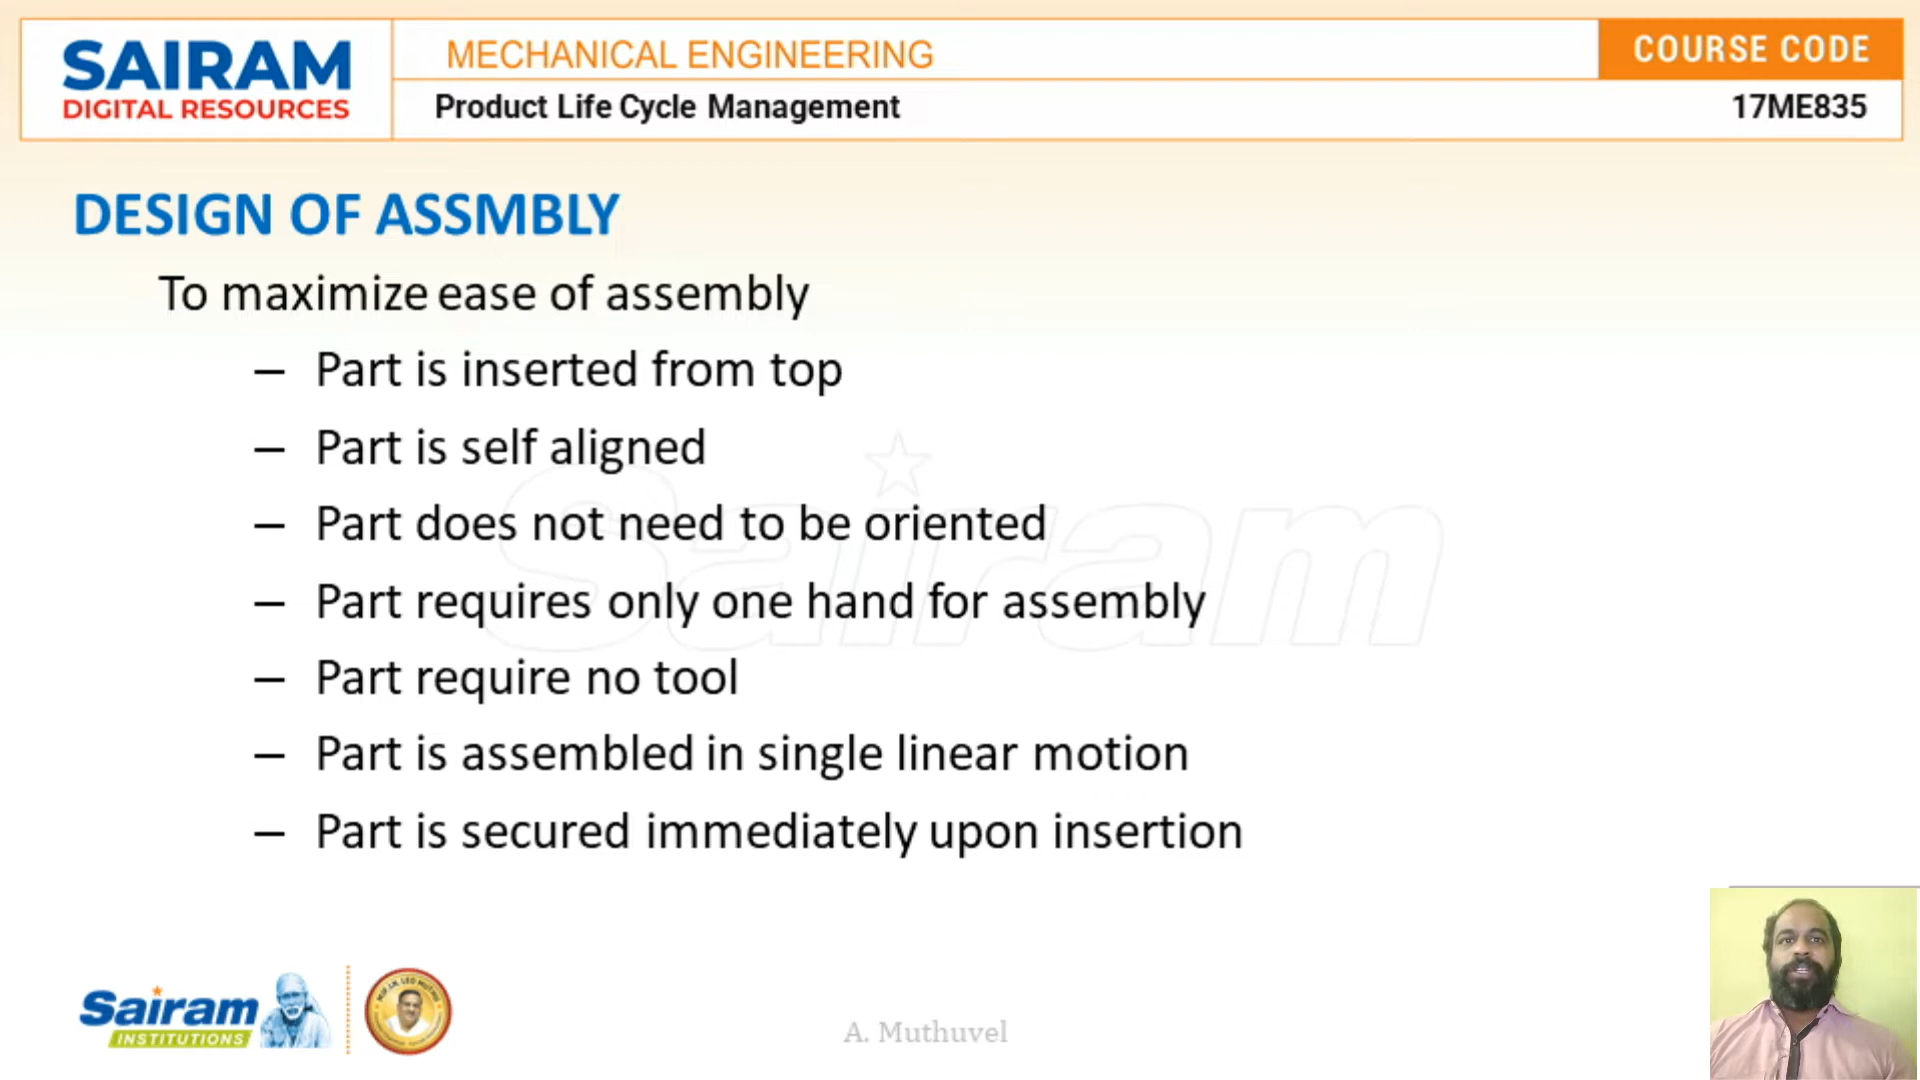 SAIRAM
DIGITAL RESOURCES
MECHANICAL ENGINEERING
COURSE CODE
Product Life Cycle Management
17ME835
DESIGN OF ASSMBLY
To maximize ease of assembly
– Part is inserted from top
– Part is self aligned
– Part does not need to be oriented
– Part requires only one hand for assembly
– Part require no tool
– Part is assembled in single linear motion
– Part is secured immediately upon insertion
Sairam
Sairam
INSTITUTIONS
A. Muthuvel